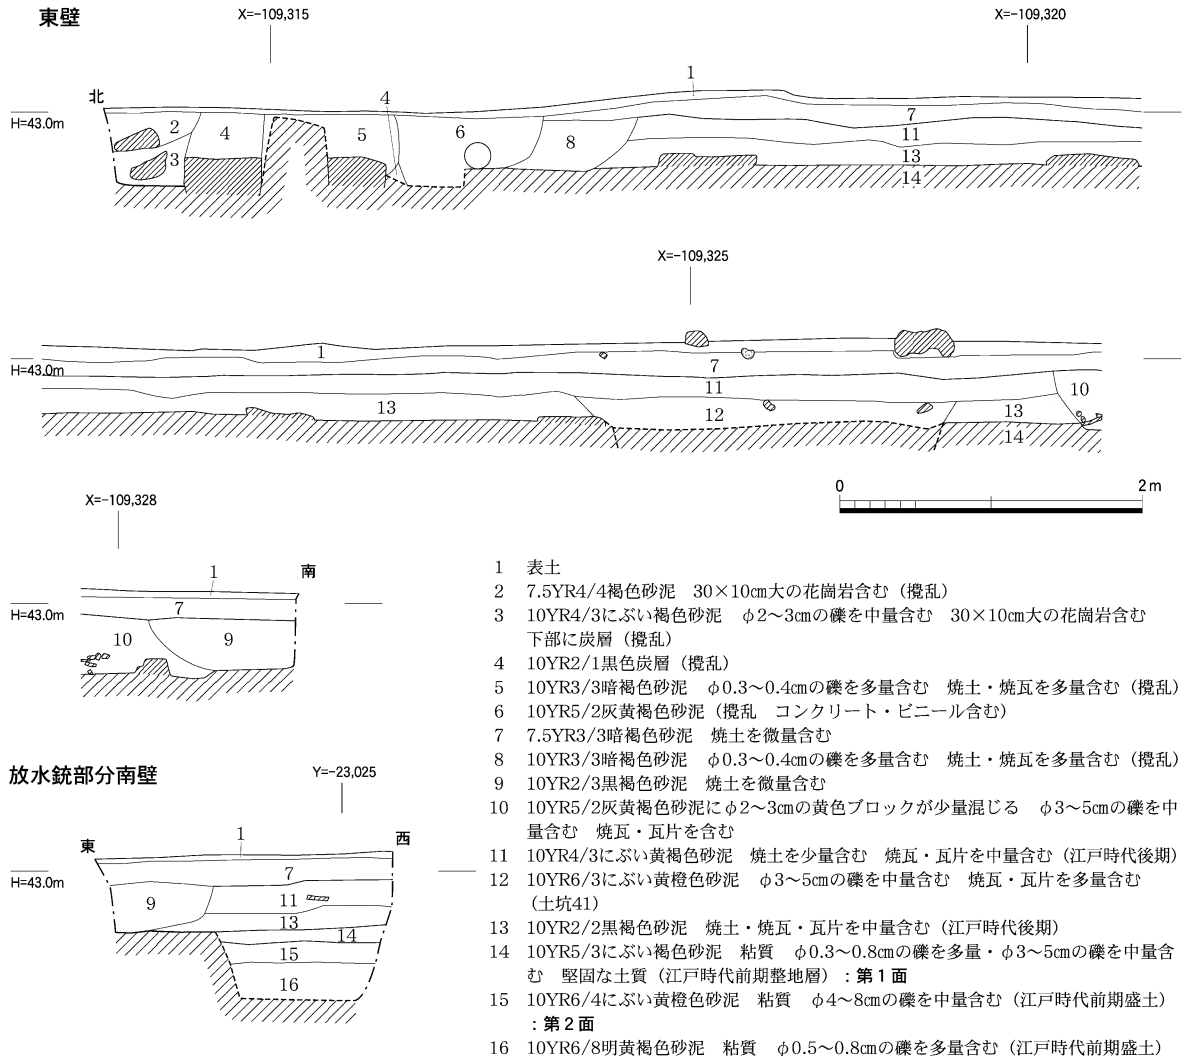 東壁
X=-109,315
X=-109,320
北
H=43.0m
1
2
3
4
4
5
6
7
8
11
13
14
X=-109,325
H=43.0m
1
7
11
10
13
12
13
14
0 2m
X=-109,328
南
H=43.0m
1
7
10
9
放水銃部分南壁
Y=-23,025
東
西
H=43.0m
1
7
9
11
13
14
15
16
1 表土
2 7.5YR4/4褐色砂泥 30×10㎝大の花崗岩含む（攪乱）
3 10YR4/3にぶい褐色砂泥 φ2〜3㎝の礫を中量含む 30×10㎝大の花崗岩含む
下部に炭層（攪乱）
4 10YR2/1黒色炭層（攪乱）
5 10YR3/3暗褐色砂泥 φ0.3〜0.4㎝の礫を多量含む 焼土・焼瓦を多量含む（攪乱）
6 10YR5/2灰黄褐色砂泥（攪乱 コンクリート・ビニール含む）
7 7.5YR3/3暗褐色砂泥 焼土を微量含む
8 10YR3/3暗褐色砂泥 φ0.3〜0.4㎝の礫を多量含む 焼土・焼瓦を多量含む（攪乱）
9 10YR2/3黒褐色砂泥 焼土を微量含む
10 10YR5/2灰黄褐色砂泥にφ2〜3㎝の黄色ブロックが少量混じる φ3〜5㎝の礫を中
量含む 焼瓦・瓦片を含む
11 10YR4/3にぶい黄褐色砂泥 焼土を少量含む 焼瓦・瓦片を中量含む（江戸時代後期）
12 10YR6/3にぶい黄橙色砂泥 φ3〜5㎝の礫を中量含む 焼瓦・瓦片を多量含む
（土坑41）
13 10YR2/2黒褐色砂泥 焼土・焼瓦・瓦片を中量含む（江戸時代後期）
14 10YR5/3にぶい褐色砂泥 粘質 φ0.3〜0.8㎝の礫を多量・φ3〜5㎝の礫を中量含
む 堅固な土質（江戸時代前期整地層）：第１面
15 10YR6/4にぶい黄橙色砂泥 粘質 φ4〜8㎝の礫を中量含む（江戸時代前期盛土）
：第２面
16 10YR6/8明黄褐色砂泥 粘質 φ0.5〜0.8㎝の礫を多量含む（江戸時代前期盛土）